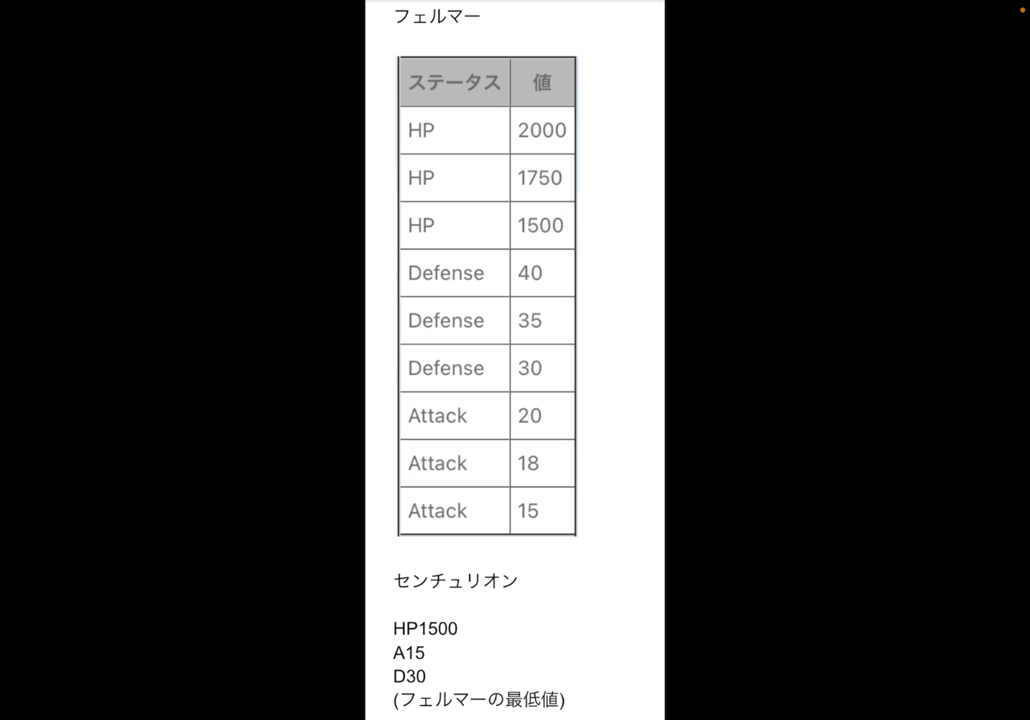 フェルマー
ステータス 値
HP 2000
HP 1750
HP 1500
Defense 40
Defense 35
Defense 30
Attack 20
Attack 18
Attack 15
センチュリオン
HP1500
A15
D30
(フェルマーの最低値)